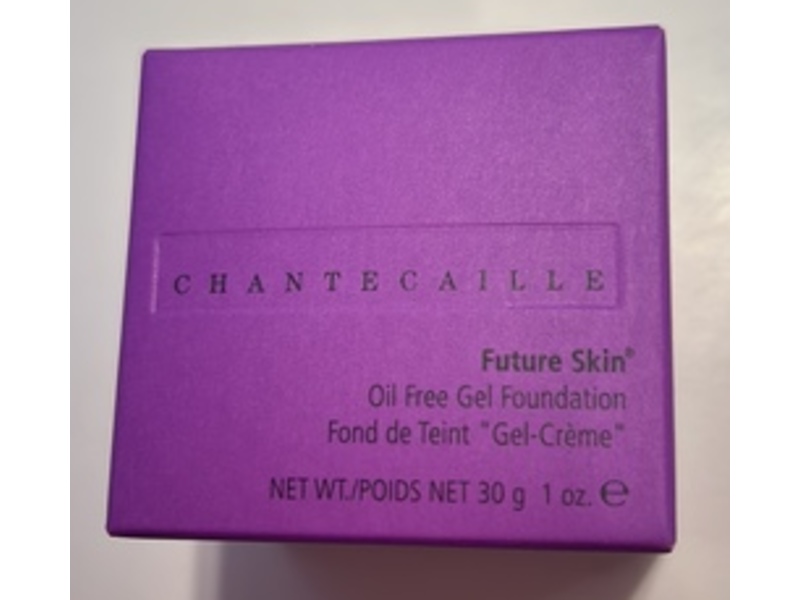 CHANTECAILLE
Future Skin®
Oil Free Gel Foundation
Fond de Teint "Gel-Crème"
NET WT./POIDS NET 30 g 1 oz. ℮